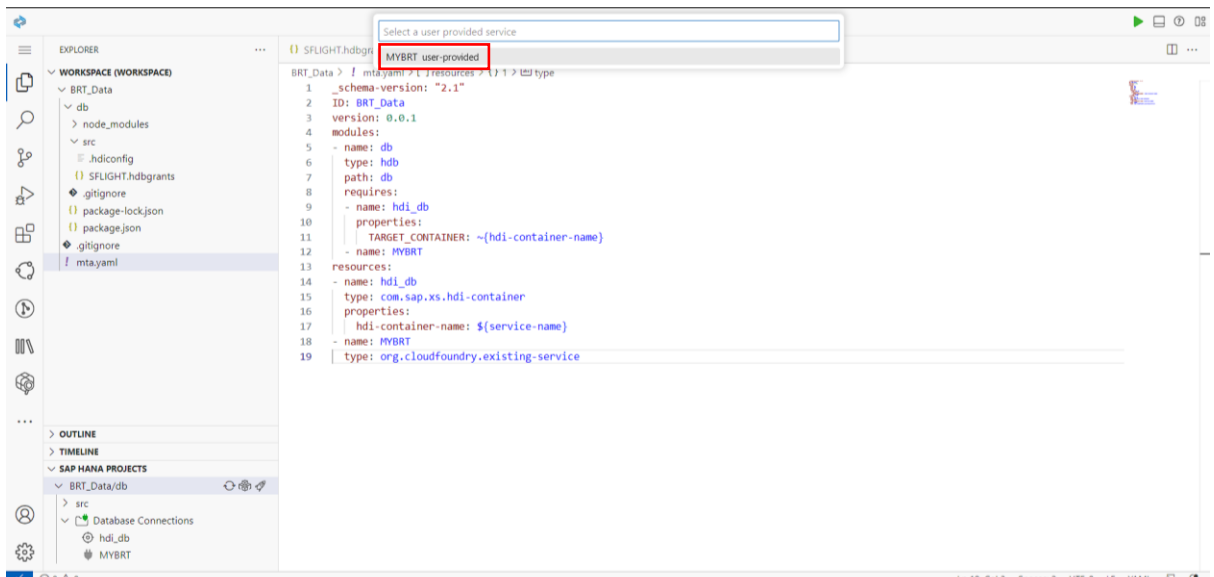 Select a user provided service
MYBRT user-provided
EXPLORER
WORKSPACE (WORKSPACE)
BRT_Data
db
node_modules
src
.hdiconfig
SFLIGHT.hdbgrants
.gitignore
package-lock.json
package.json
.gitignore
mta.yaml
OUTLINE
TIMELINE
SAP HANA PROJECTS
BRT_Data/db
src
Database Connections
hdi_db
MYBRT
BRT_Data > ! mta.yaml > [ ] resources > {} 1 > type
1 _schema-version: "2.1"
2 ID: BRT_Data
3 version: 0.0.1
4 modules:
5 - name: db
6 type: hdb
7 path: db
8 requires:
9 - name: hdi_db
10 properties:
11 TARGET_CONTAINER: ~{hdi-container-name}
12 - name: MYBRT
13 resources:
14 - name: hdi_db
15 type: com.sap.xs.hdi-container
16 properties:
17 hdi-container-name: ${service-name}
18 - name: MYBRT
19 type: org.cloudfoundry.existing-service